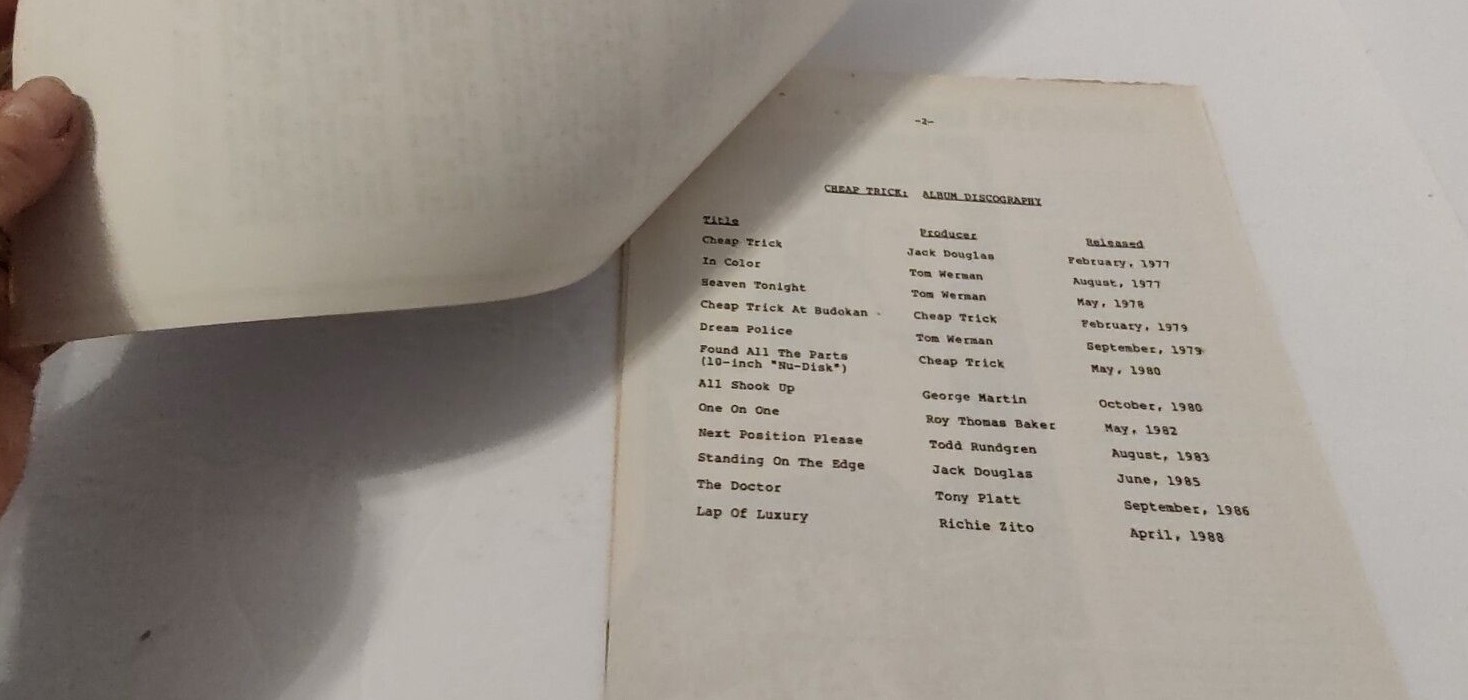 -2-
CHEAP TRICK: ALBUM DISCOGRAPHY
Title Producer Released
Cheap Trick Jack Douglas February, 1977
In Color Tom Werman August, 1977
Heaven Tonight Tom Werman May, 1978
Cheap Trick At Budokan Cheap Trick February, 1979
Dream Police Tom Werman September, 1979
Found All The Parts Cheap Trick May, 1980
(10-inch "Nu-Disk")
All Shook Up George Martin October, 1980
One On One Roy Thomas Baker May, 1982
Next Position Please Todd Rundgren August, 1983
Standing On The Edge Jack Douglas June, 1985
The Doctor Tony Platt September, 1986
Lap Of Luxury Richie Zito April, 1988